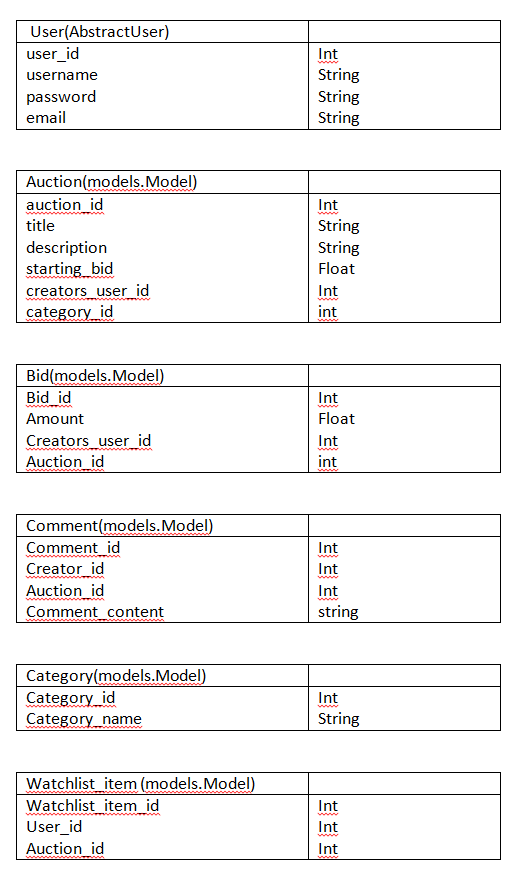 User(AbstractUser)
user_id Int
username String
password String
email String
Auction(models.Model)
auction_id Int
title String
description String
starting_bid Float
creators_user_id Int
category_id int
Bid(models.Model)
Bid_id Int
Amount Float
Creators_user_id Int
Auction_id int
Comment(models.Model)
Comment_id Int
Creator_id Int
Auction_id Int
Comment_content string
Category(models.Model)
Category_id Int
Category_name String
Watchlist_item (models.Model)
Watchlist_item_id Int
User_id Int
Auction_id Int